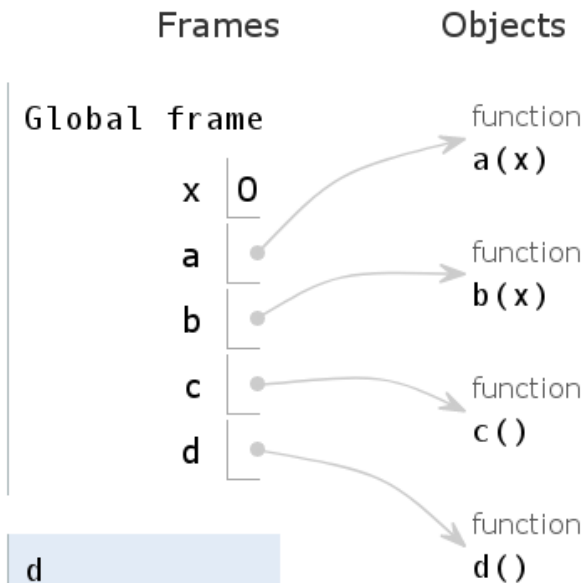 Frames Objects
Global frame
x 0
a
b
c
d
function
a(x)
function
b(x)
function
c()
function
d()
d